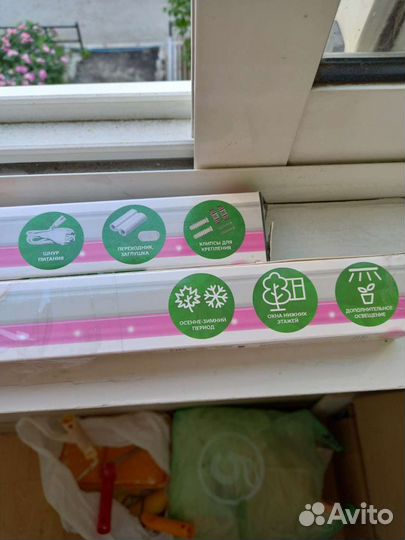 ШНУР
ПИТАНИЯ
ПЕРЕХОДНИК,
ЗАГЛУШКА
КЛИПСЫ ДЛЯ
КРЕПЛЕНИЯ
ОСЕННЕ-ЗИМНИЙ
ПЕРИОД
ОКНА НИЖНИХ
ЭТАЖЕЙ
ДОПОЛНИТЕЛЬНОЕ
ОСВЕЩЕНИЕ
Avito